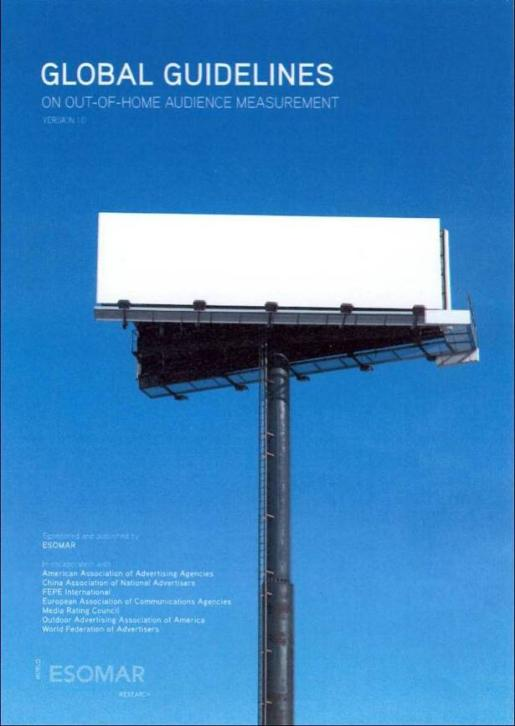 GLOBAL GUIDELINES
ON OUT-OF-HOME AUDIENCE MEASUREMENT
VERSION 1.0
Sponsored and published by
ESOMAR
In cooperation with
American Association of Advertising Agencies
China Association of National Advertisers
FEPE International
European Association of Communications Agencies
Media Rating Council
Outdoor Advertising Association of America
World Federation of Advertisers
WORLD
ESOMAR
RESEARCH